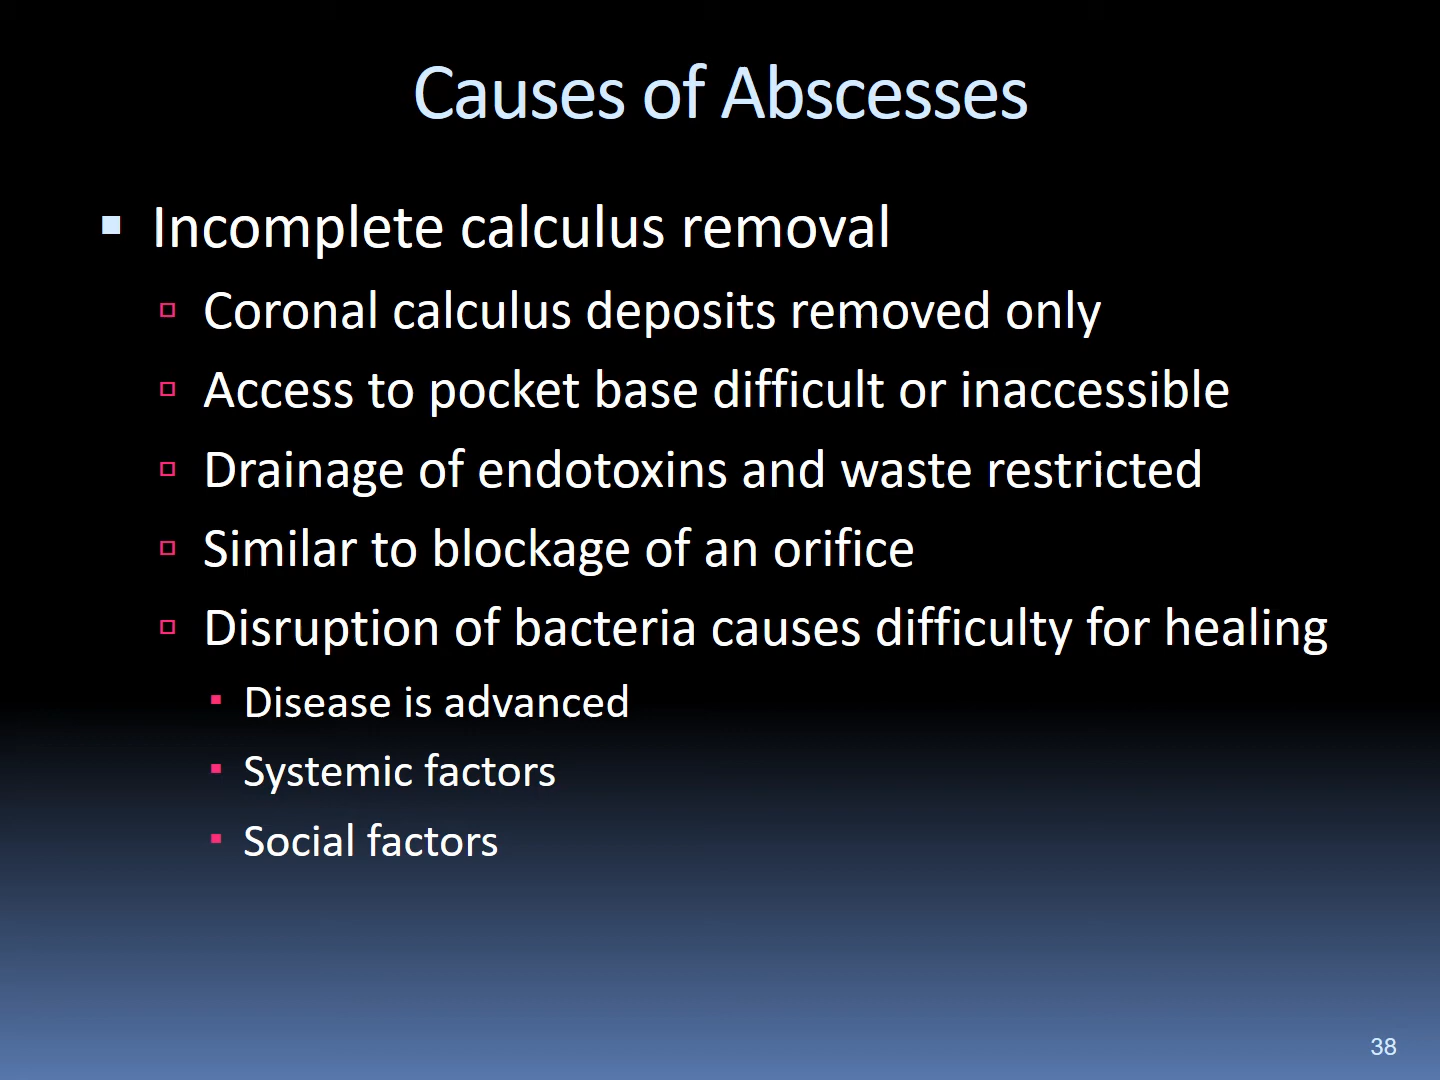 Causes of Abscesses
Incomplete calculus removal
Coronal calculus deposits removed only
Access to pocket base difficult or inaccessible
Drainage of endotoxins and waste restricted
Similar to blockage of an orifice
Disruption of bacteria causes difficulty for healing
Disease is advanced
Systemic factors
Social factors
38